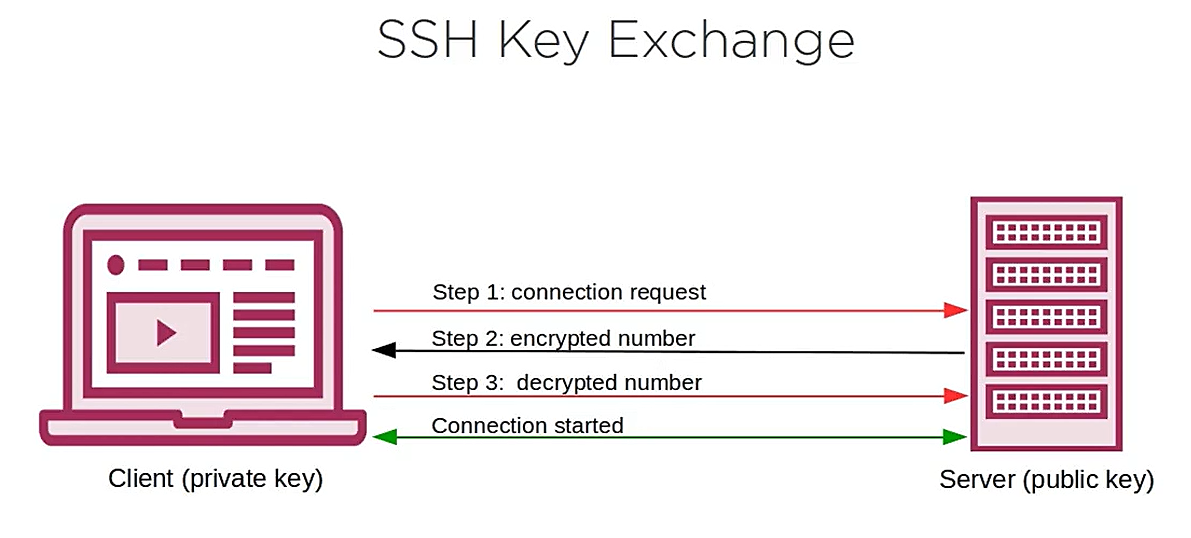 SSH Key Exchange
Step 1: connection request
Step 2: encrypted number
Step 3: decrypted number
Connection started
Client (private key)
Server (public key)